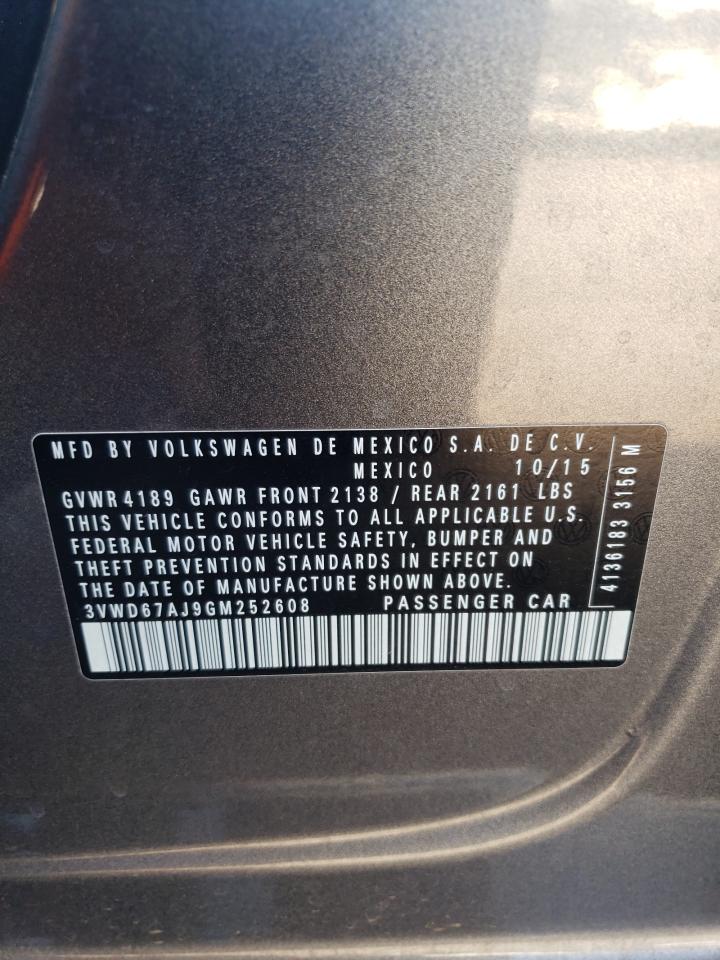 MFD BY VOLKSWAGEN DE MEXICO S.A. DE C.V.
MEXICO 10/15
GVWR 4189 GAWR FRONT 2138 / REAR 2161 LBS
THIS VEHICLE CONFORMS TO ALL APPLICABLE U.S.
FEDERAL MOTOR VEHICLE SAFETY, BUMPER AND
THEFT PREVENTION STANDARDS IN EFFECT ON
THE DATE OF MANUFACTURE SHOWN ABOVE.
3VWD67AJ9GM252608 PASSENGER CAR
4136183 3156 M